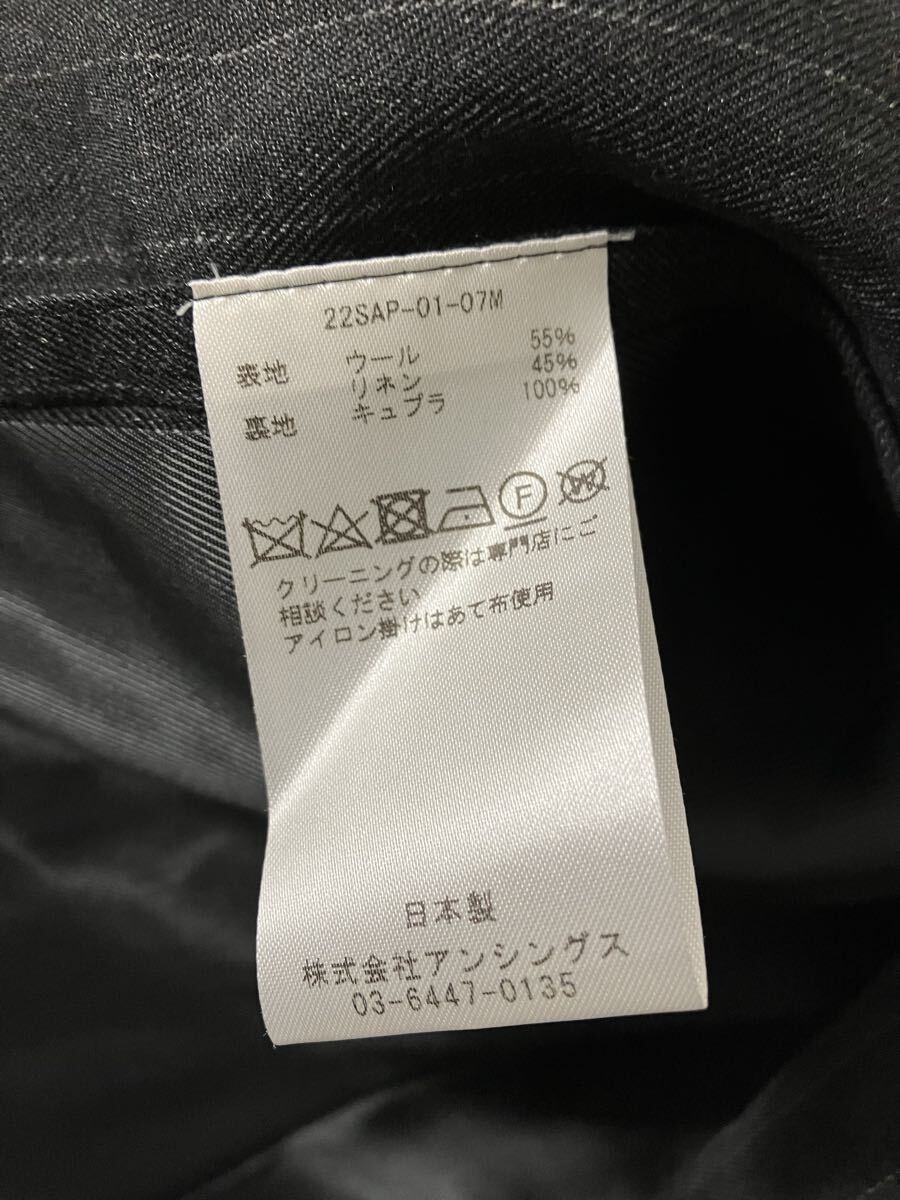 22SAP-01-07M
表地 ウール 55%
リネン 45%
裏地 キュプラ 100%
F
W
クリーニングの際は専門店にご
相談ください
アイロン掛けはあて布使用
日本製
株式会社アンシングス
03-6447-0135